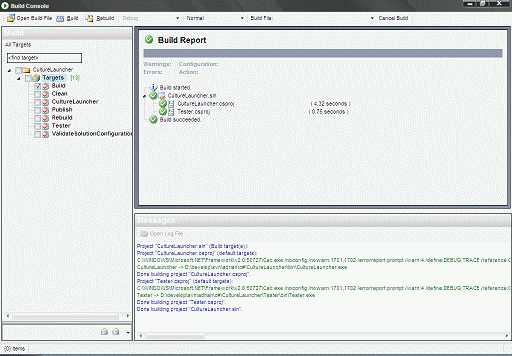 Build Console
Open Build File Build Rebuild Debug Normal Build File: Cancel Build
Build
All Targets
<find target>
CultureLauncher
Targets [13]
Build
Clean
CultureLauncher
Publish
Rebuild
Tester
ValidateSolutionConfiguration
(0) items
Build Report
Warnings: Configuration:
Errors: Action:
Build started.
CultureLauncher.sln
CultureLauncher.csproj ( 4.32 seconds )
Tester.csproj ( 0.75 seconds )
Build succeeded.
Messages
Open Log File
Project "CultureLauncher.sln" (Build target(s)):
Project "CultureLauncher.csproj" (default targets):
C:\WINDOWS\Microsoft.NET\Framework\v2.0.50727\Csc.exe /noconfig /nowarn:1701,1702 /errorreport:prompt /warn:4 /define:DEBUG;TRACE /reference:C
CultureLauncher -> D:\develop\svn\adrian\c#\CultureLauncher\bin\CultureLauncher.exe
Done building project "CultureLauncher.csproj".
Project "Tester.csproj" (default targets):
C:\WINDOWS\Microsoft.NET\Framework\v2.0.50727\Csc.exe /noconfig /nowarn:1701,1702 /errorreport:prompt /warn:4 /define:DEBUG;TRACE /reference:C
Tester -> D:\develop\svn\adrian\c#\CultureLauncher\Tester\bin\Tester.exe
Done building project "Tester.csproj".
Done building project "CultureLauncher.sln".